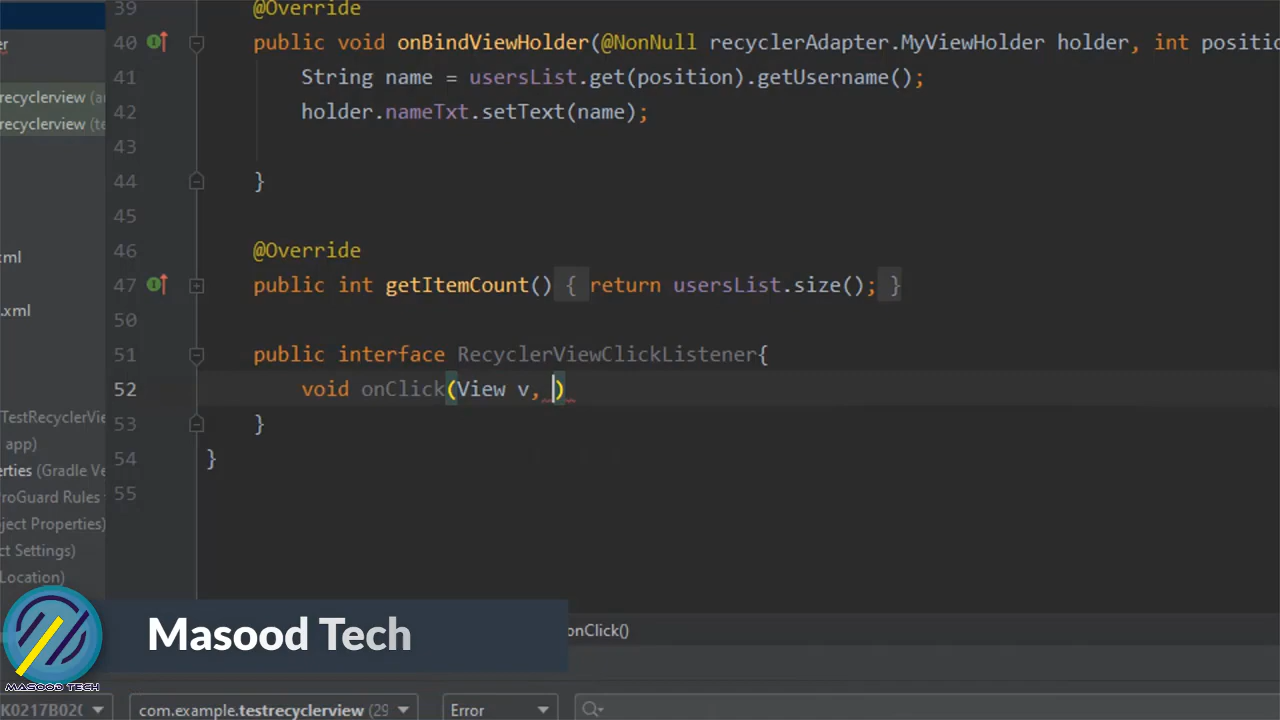 39 @Override
40 public void onBindViewHolder(@NonNull recyclerAdapter.MyViewHolder holder, int positio
er
41 String name = usersList.get(position).getUsername();
recyclerview (a
42 holder.nameTxt.setText(name);
recyclerview (te
43
44 }
45
46 @Override
.xml
47 public int getItemCount() { return usersList.size(); }
.xml
50
51 public interface RecyclerViewClickListener{
52 void onClick(View v, )
TestRecyclerVie
53 }
app)
54 }
erties (Gradle Ve
55
ProGuard Rules
ject Properties)
ct Settings)
Location)
Masood Tech
onClick()
MASOOD TECH
K0217B02
com.example.testrecyclerview (29
Error